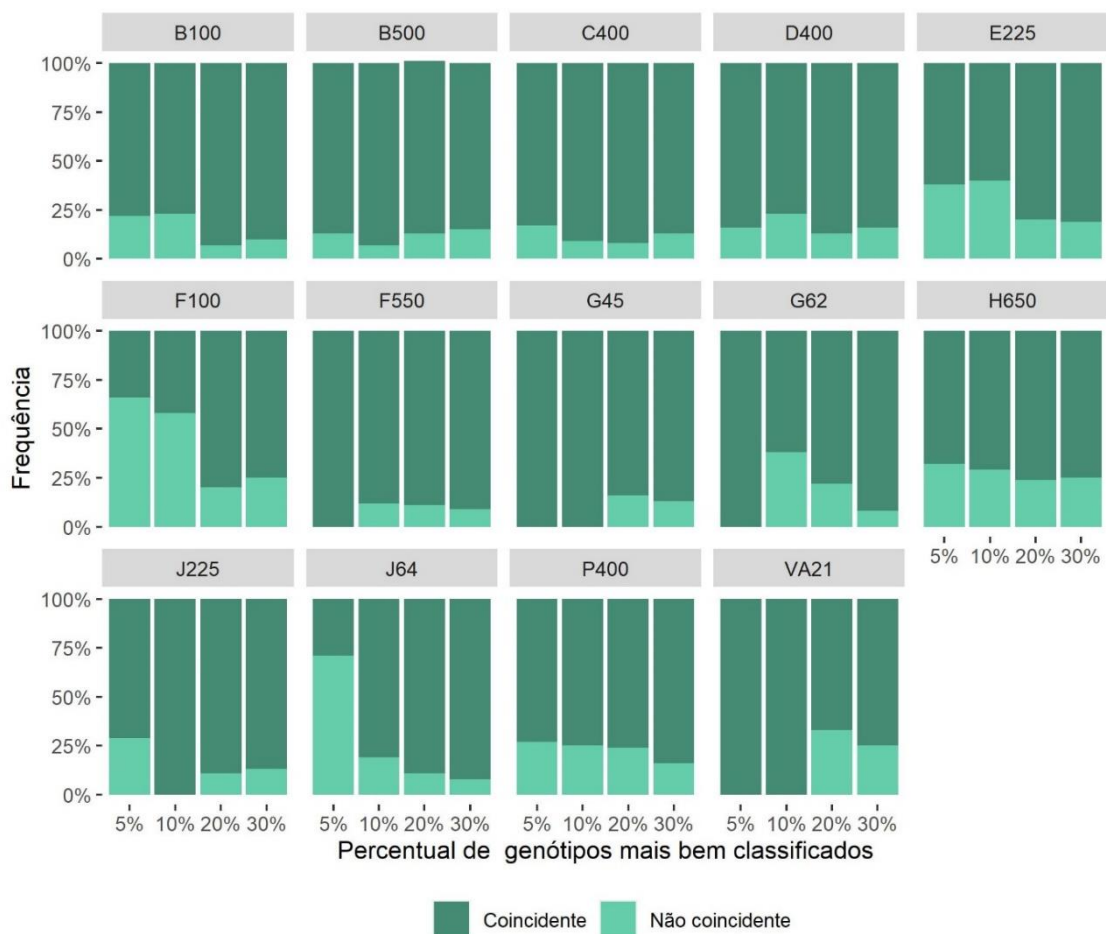 B100 B500 C400 D400 E225
100%
75%
50%
25%
0%
F100 F550 G45 G62 H650
100%
75%
50%
25%
0%
5% 10% 20% 30%
J225 J64 P400 VA21
100%
75%
50%
25%
0%
5% 10% 20% 30% 5% 10% 20% 30% 5% 10% 20% 30% 5% 10% 20% 30%
Frequência
Percentual de genótipos mais bem classificados
Coincidente Não coincidente